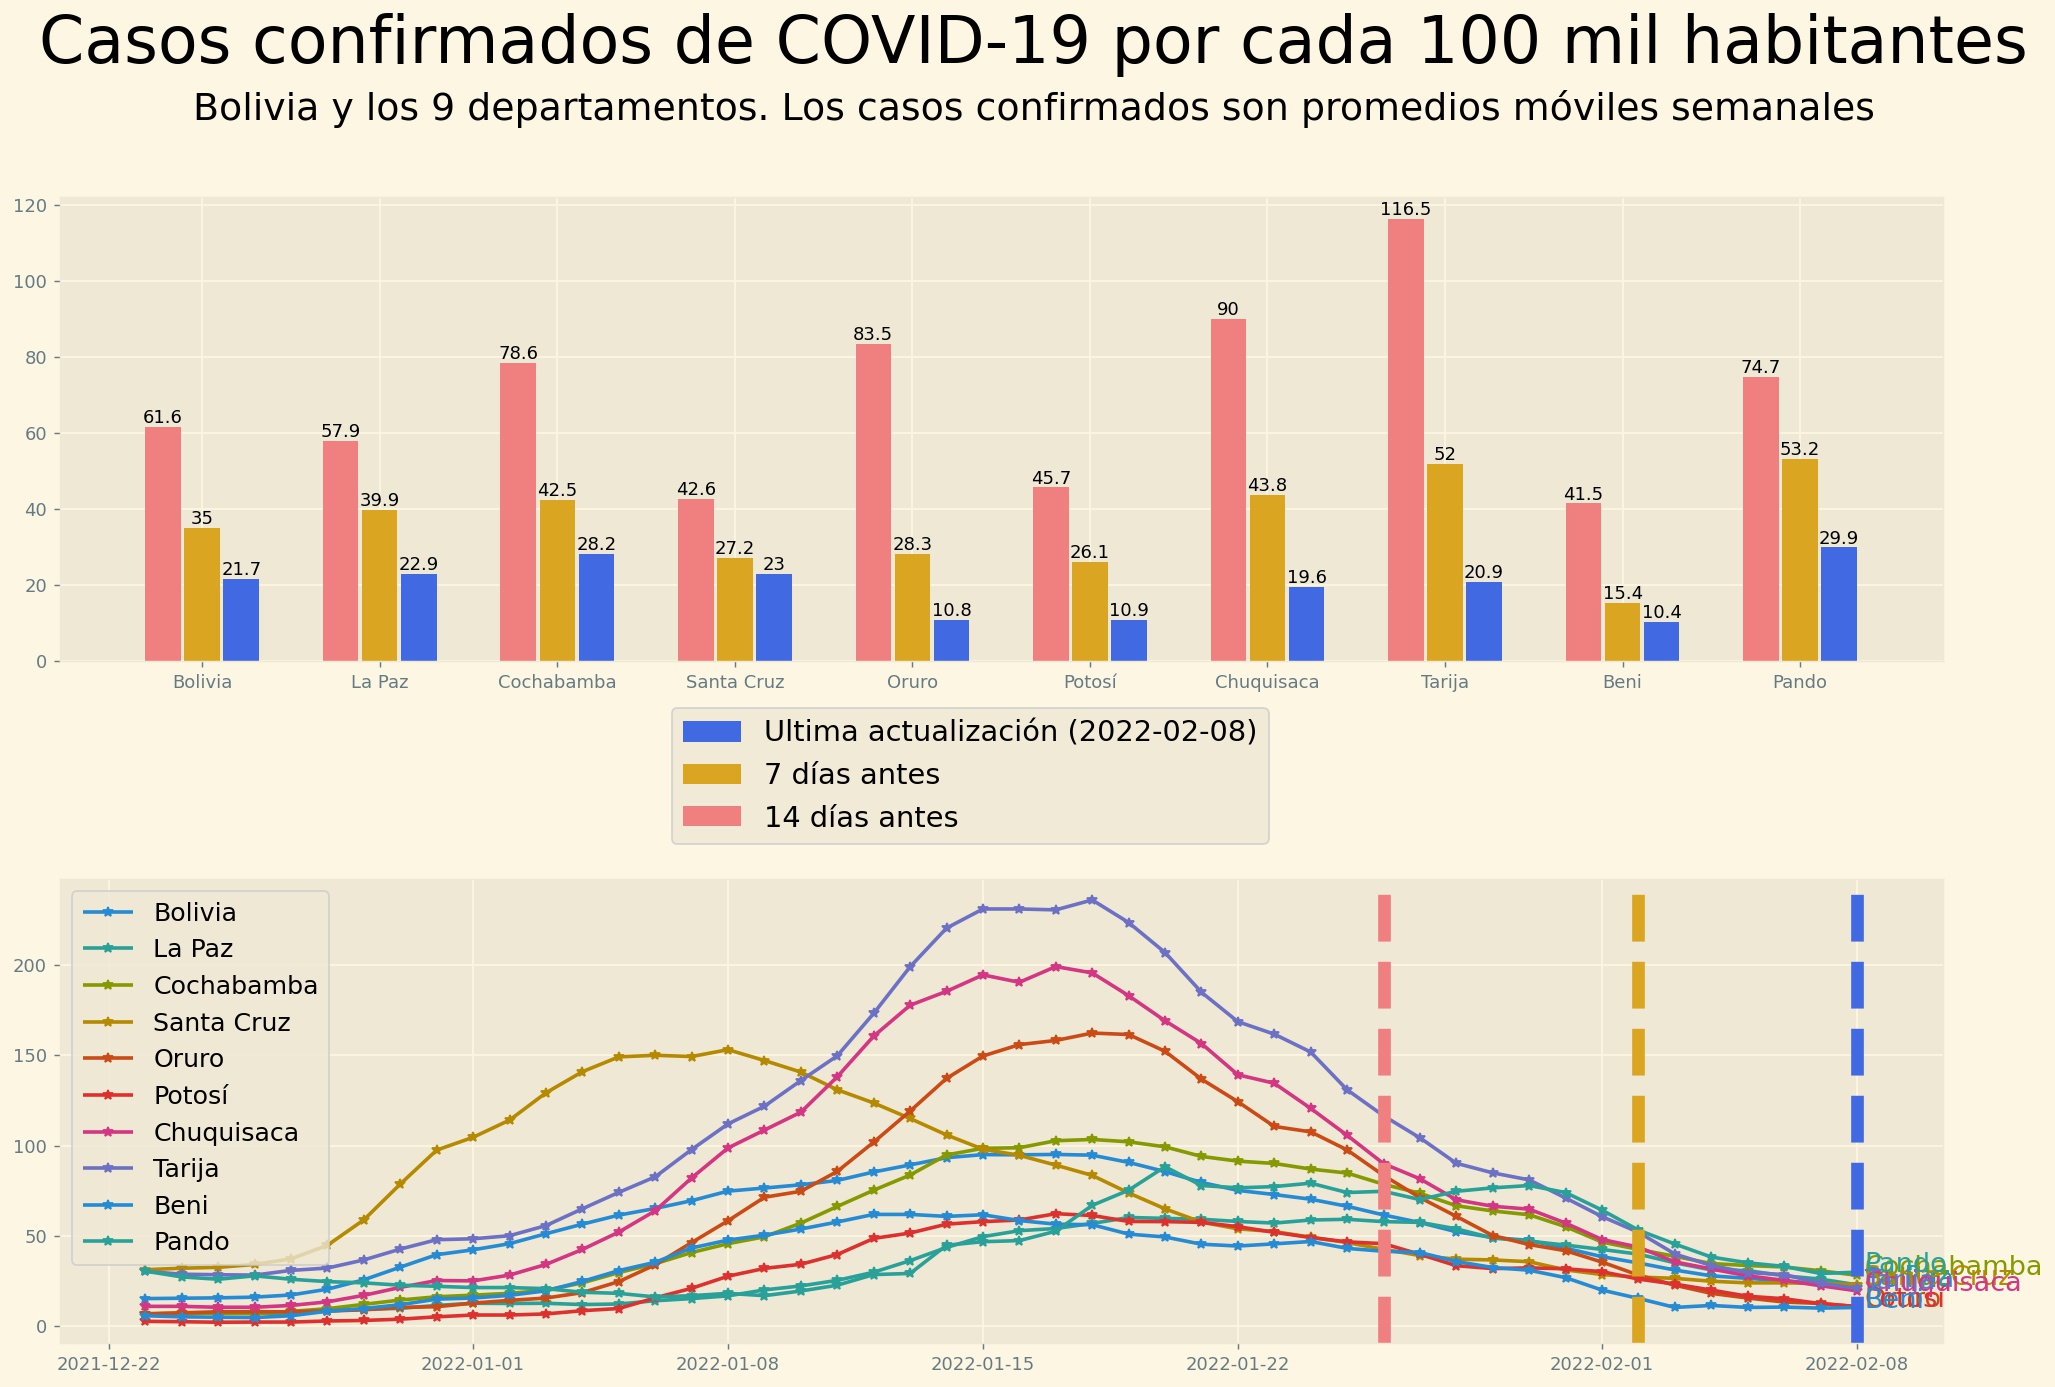 Casos confirmados de COVID-19 por cada 100 mil habitantes
Bolivia y los 9 departamentos. Los casos confirmados son promedios móviles semanales
120
100
80
60
40
20
0
61.6
35
21.7
57.9
39.9
22.9
78.6
42.5
28.2
42.6
27.2
23
83.5
28.3
10.8
45.7
26.1
10.9
90
43.8
19.6
116.5
52
20.9
41.5
15.4
10.4
74.7
53.2
29.9
Bolivia
La Paz
Cochabamba
Santa Cruz
Oruro
Potosí
Chuquisaca
Tarija
Beni
Pando
Ultima actualización (2022-02-08)
7 días antes
14 días antes
Bolivia
La Paz
Cochabamba
Santa Cruz
Oruro
Potosí
Chuquisaca
Tarija
Beni
Pando
200
150
100
50
0
Pando
2021-12-22
2022-01-01
2022-01-08
2022-01-15
2022-01-22
2022-02-01
2022-02-08